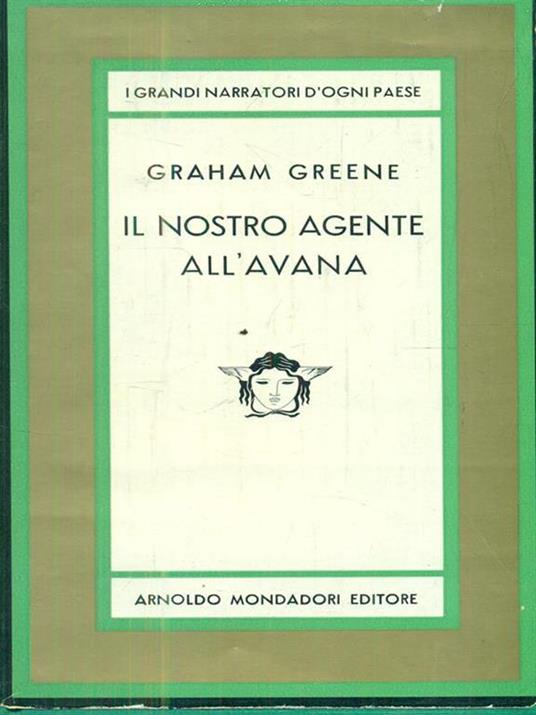 I GRANDI NARRATORI D'OGNI PAESE
GRAHAM GREENE
IL NOSTRO AGENTE
ALL'AVANA
ARNOLDO MONDADORI EDITORE